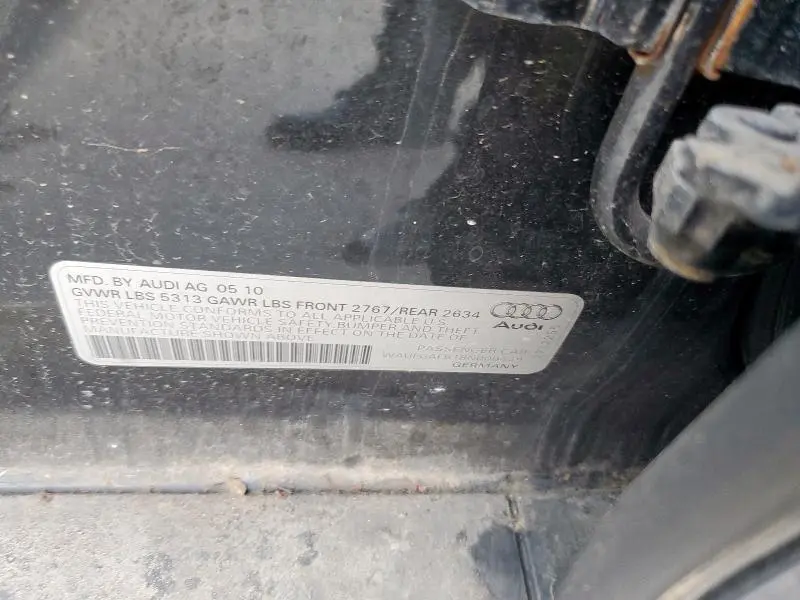 MFD. BY AUDI AG 05 10
GVWR LBS 5313 GAWR LBS FRONT 2767/REAR 2634
THIS VEHICLE CONFORMS TO ALL APPLICABLE U.S.
FEDERAL MOTOR VEHICLE SAFETY,BUMPER AND THEFT
PREVENTION STANDARDS IN EFFECT ON THE DATE OF
MANUFACTURE SHOWN ABOVE
Audi
PASSENGER CAR
GERMANY